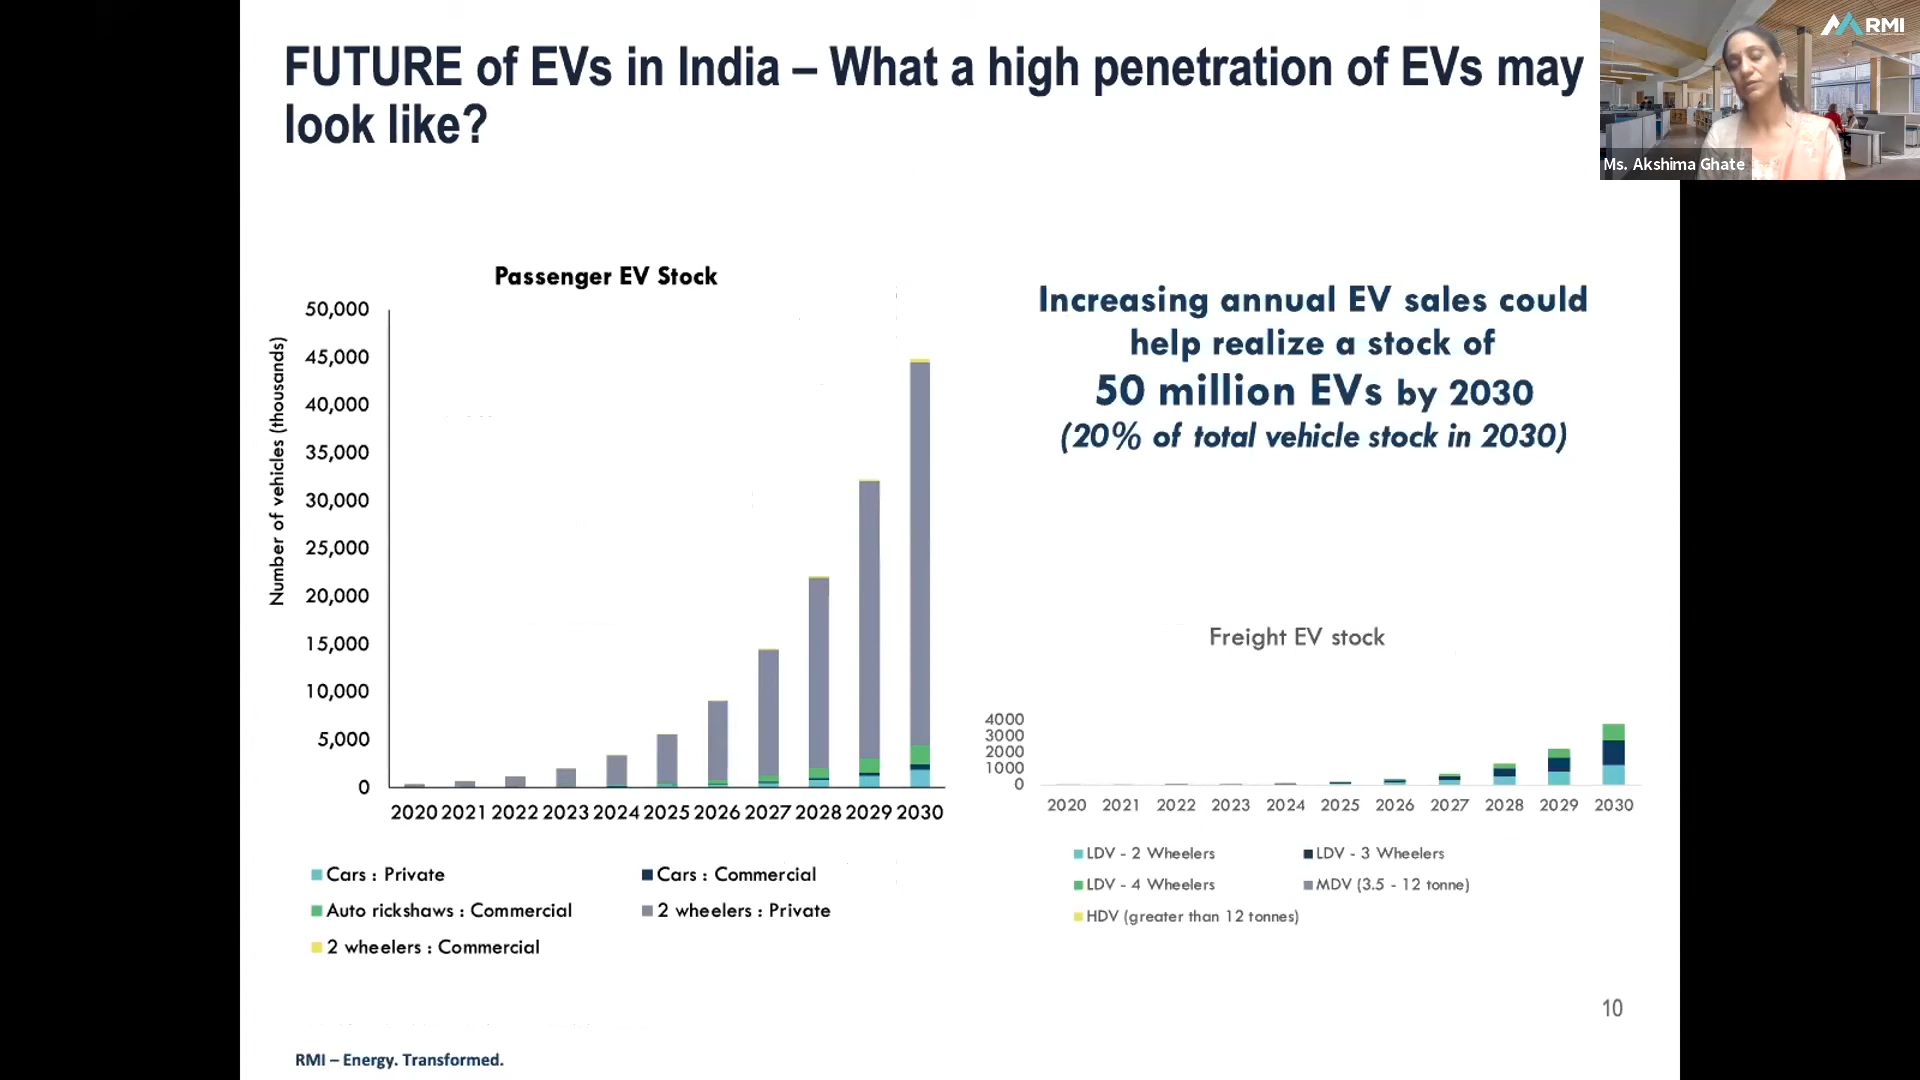 FUTURE of EVs in India – What a high penetration of EVs may
look like?
RMI
Ms. Akshima Ghate
Passenger EV Stock
Number of vehicles (thousands)
50,000
45,000
40,000
35,000
30,000
25,000
20,000
15,000
10,000
5,000
0
2020 2021 2022 2023 2024 2025 2026 2027 2028 2029 2030
Cars : Private
Cars : Commercial
Auto rickshaws : Commercial
2 wheelers : Private
2 wheelers : Commercial
Increasing annual EV sales could
help realize a stock of
50 million EVs by 2030
(20% of total vehicle stock in 2030)
Freight EV stock
4000
3000
2000
1000
0
2020 2021 2022 2023 2024 2025 2026 2027 2028 2029 2030
LDV - 2 Wheelers
LDV - 3 Wheelers
LDV - 4 Wheelers
MDV (3.5 - 12 tonne)
HDV (greater than 12 tonnes)
10
RMI – Energy. Transformed.